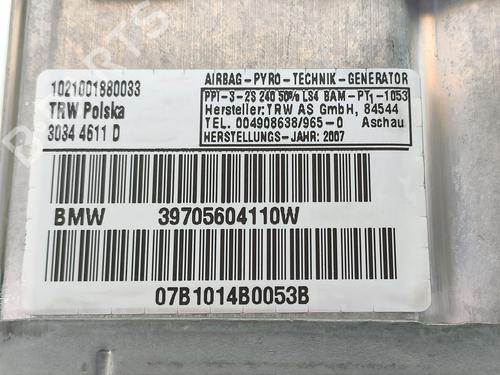 1021001880033
TRW Polska
3034 4611 D
AIRBAG-PYRO-TECHNIK-GENERATOR
PPI-3-2S 240 50% LS4 BAM-PT1-1053
Hersteller:TRW AS GmbH, 84544
TEL. 004908638/965-0 Aschau
HERSTELLUNGS-JAHR: 2007
BMW 39705604110W
07B1014B0053B